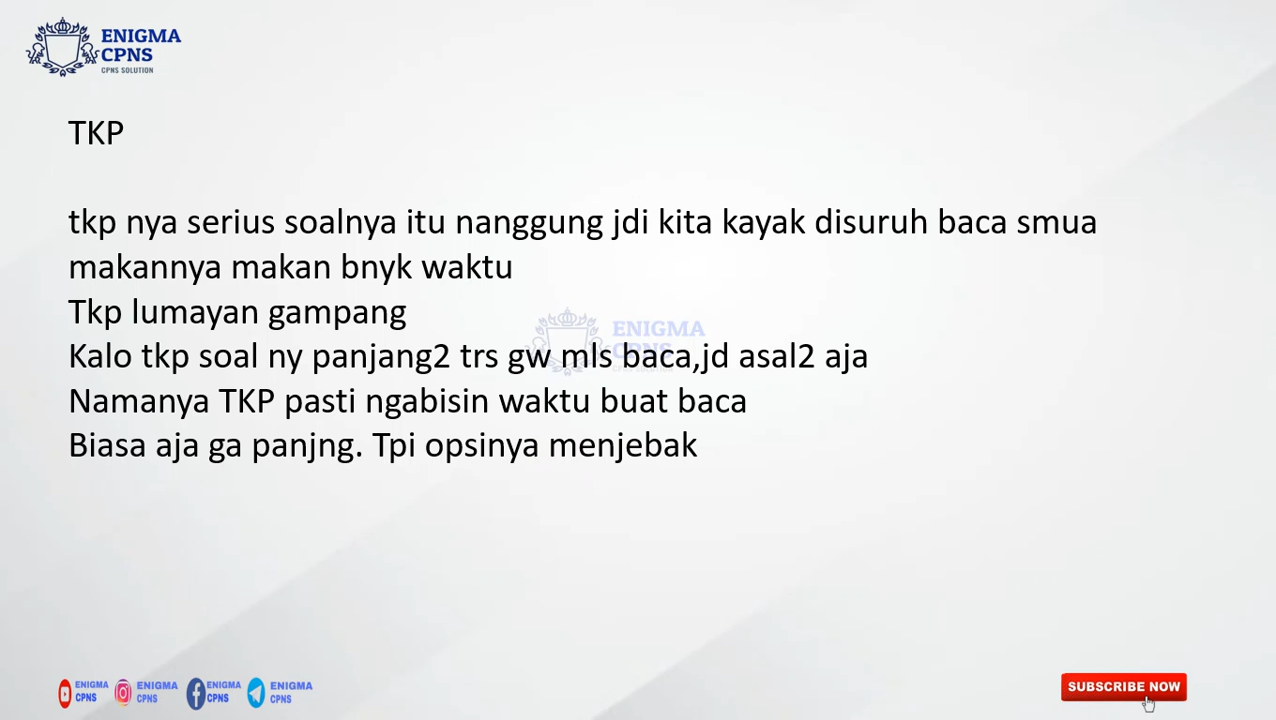 ENIGMA
CPNS
CPNS SOLUTION
TKP
tkp nya serius soalnya itu nanggung jdi kita kayak disuruh baca smua
makannya makan bnyk waktu
Tkp lumayan gampang
ENIGMA
CPNS
Kalo tkp soal ny panjang2 trs gw mls baca,jd asal2 aja
Namanya TKP pasti ngabisin waktu buat baca
Biasa aja ga panjng. Tpi opsinya menjebak
ENIGMA
CPNS
ENIGMA
CPNS
ENIGMA
CPNS
ENIGMA
CPNS
SUBSCRIBE NOW